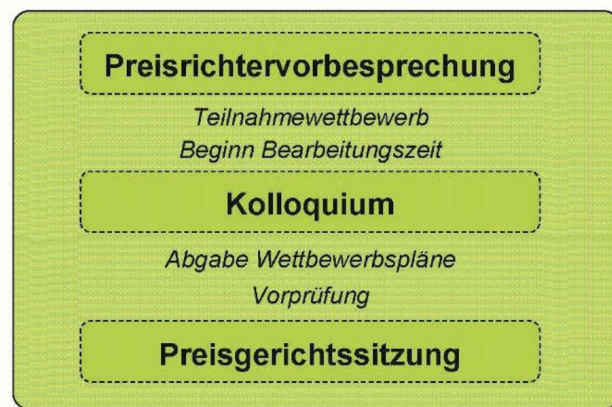 Preisrichtervorbesprechung
Teilnahmewettbewerb
Beginn Bearbeitungszeit
Kolloquium
Abgabe Wettbewerbspläne
Vorprüfung
Preisgerichtssitzung